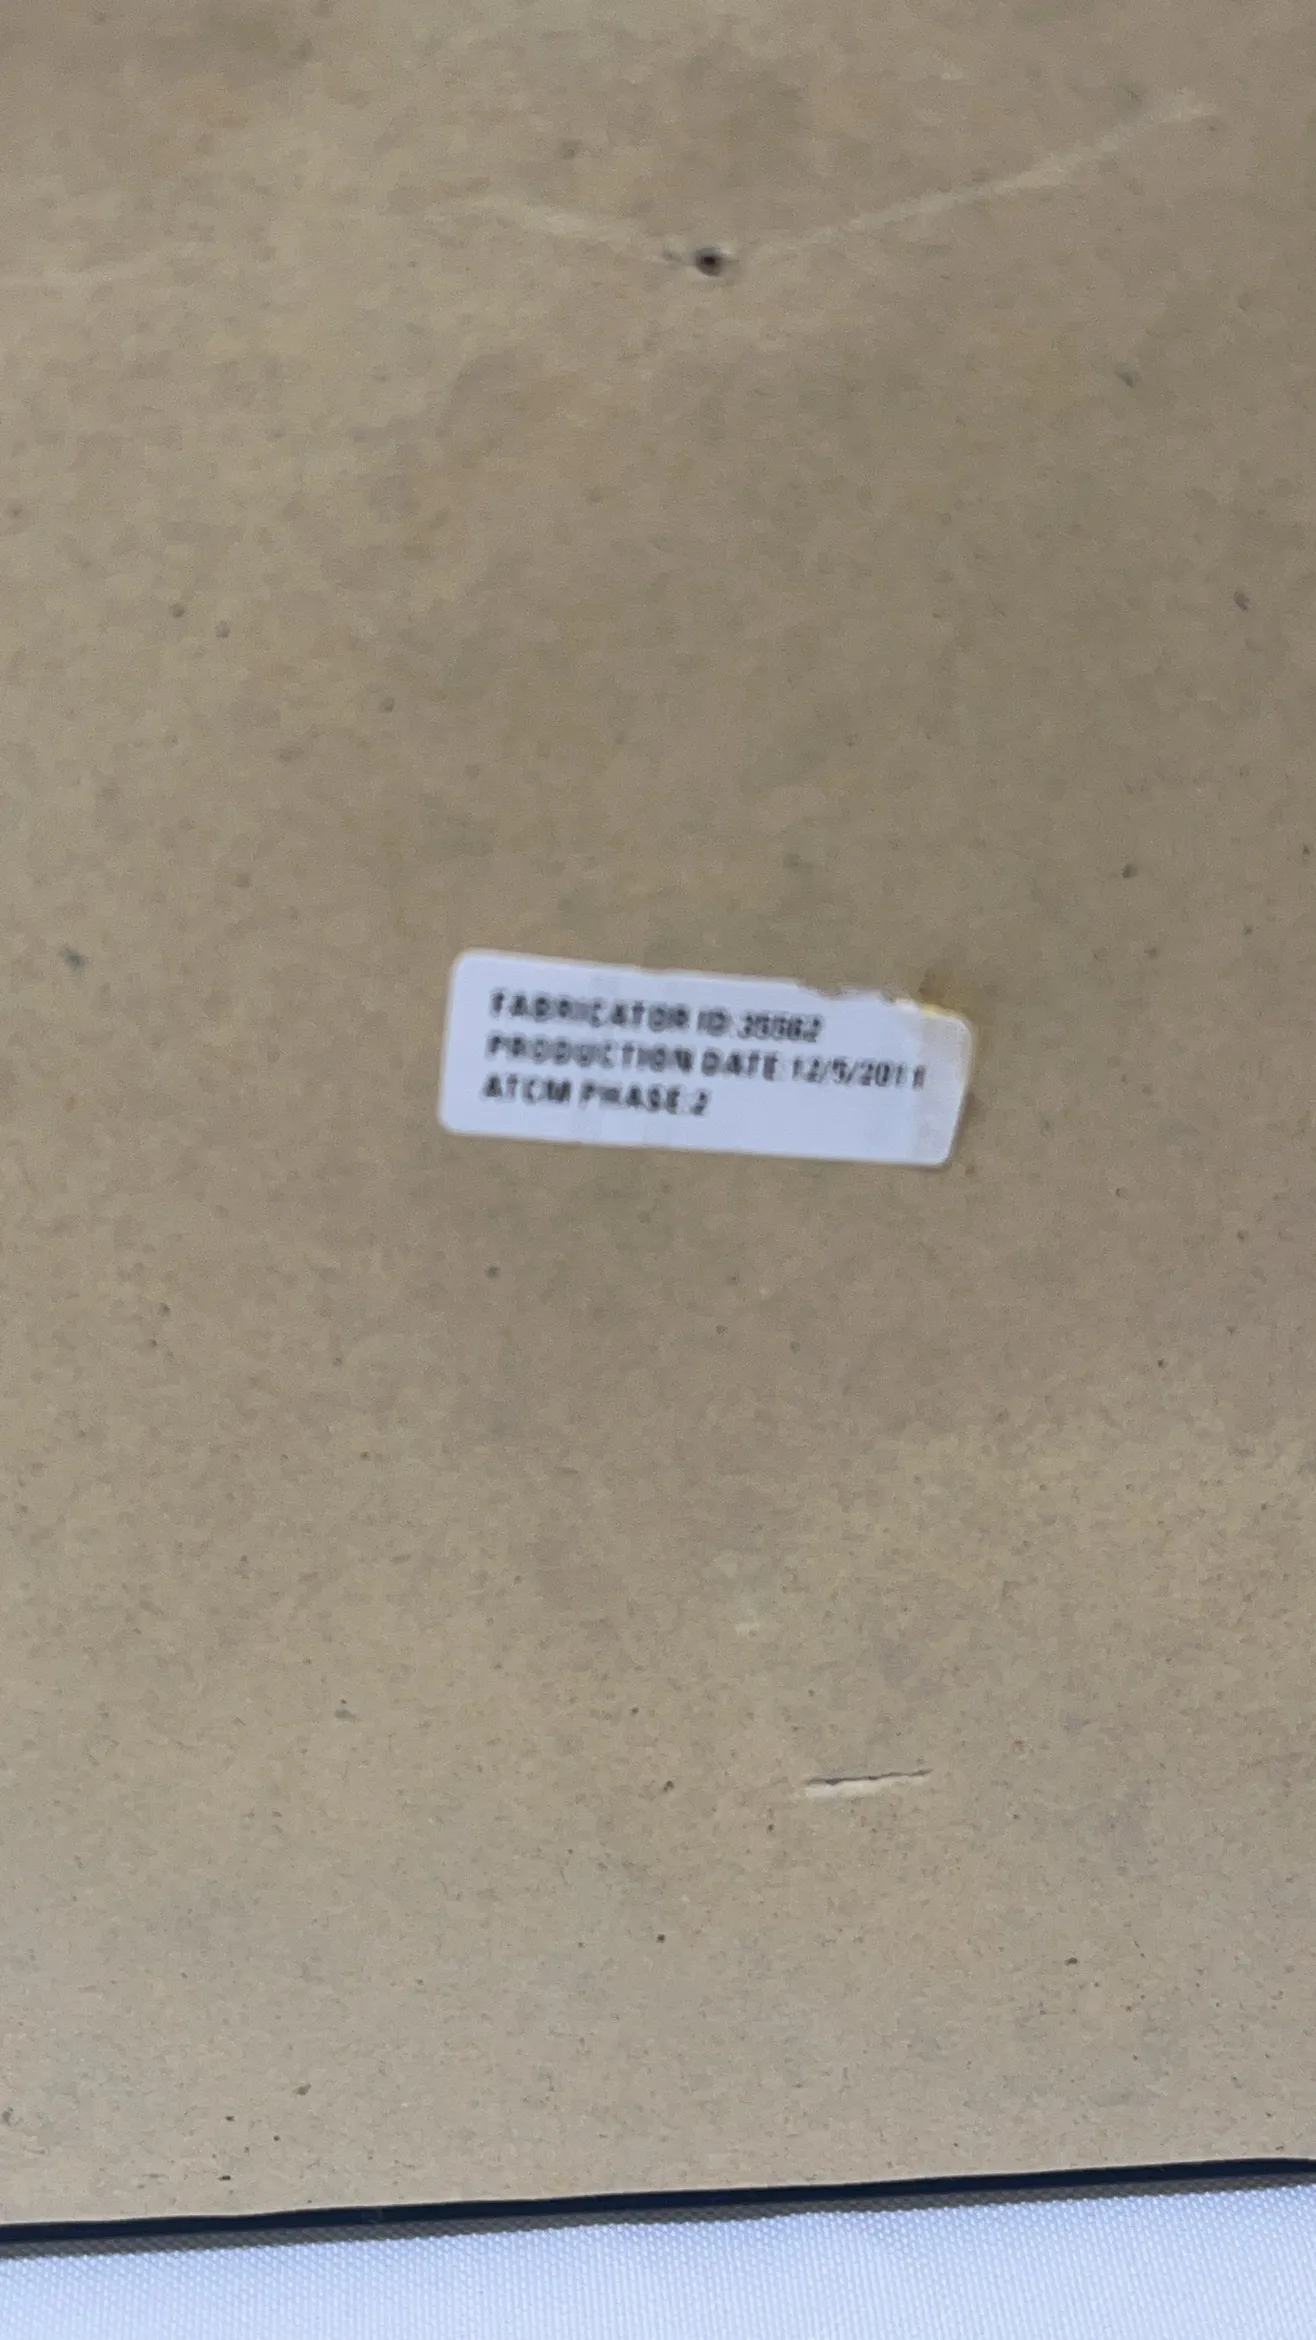 FABRICATOR ID:35562
PRODUCTION DATE:12/5/2011
ATCM PHASE:2